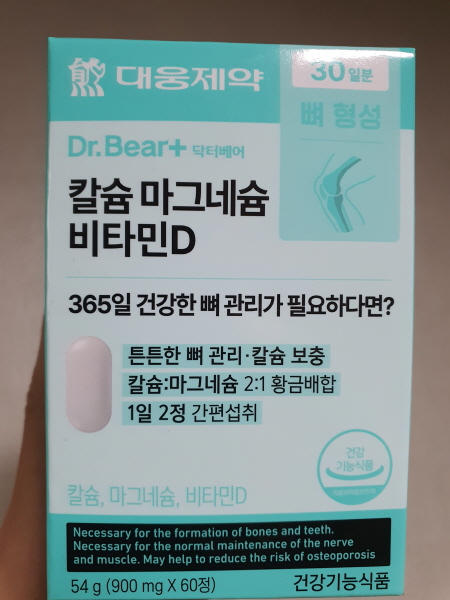 대웅제약
30일분
뼈 형성
Dr.Bear+ 닥터베어
칼슘 마그네슘
비타민D
365일 건강한 뼈 관리가 필요하다면?
튼튼한 뼈 관리·칼슘 보충
칼슘:마그네슘 2:1 황금배합
1일 2정 간편섭취
건강
기능식품
칼슘, 마그네슘, 비타민D
Necessary for the formation of bones and teeth.
Necessary for the normal maintenance of the nerve
and muscle. May help to reduce the risk of osteoporosis
54 g (900 mg X 60정)
건강기능식품